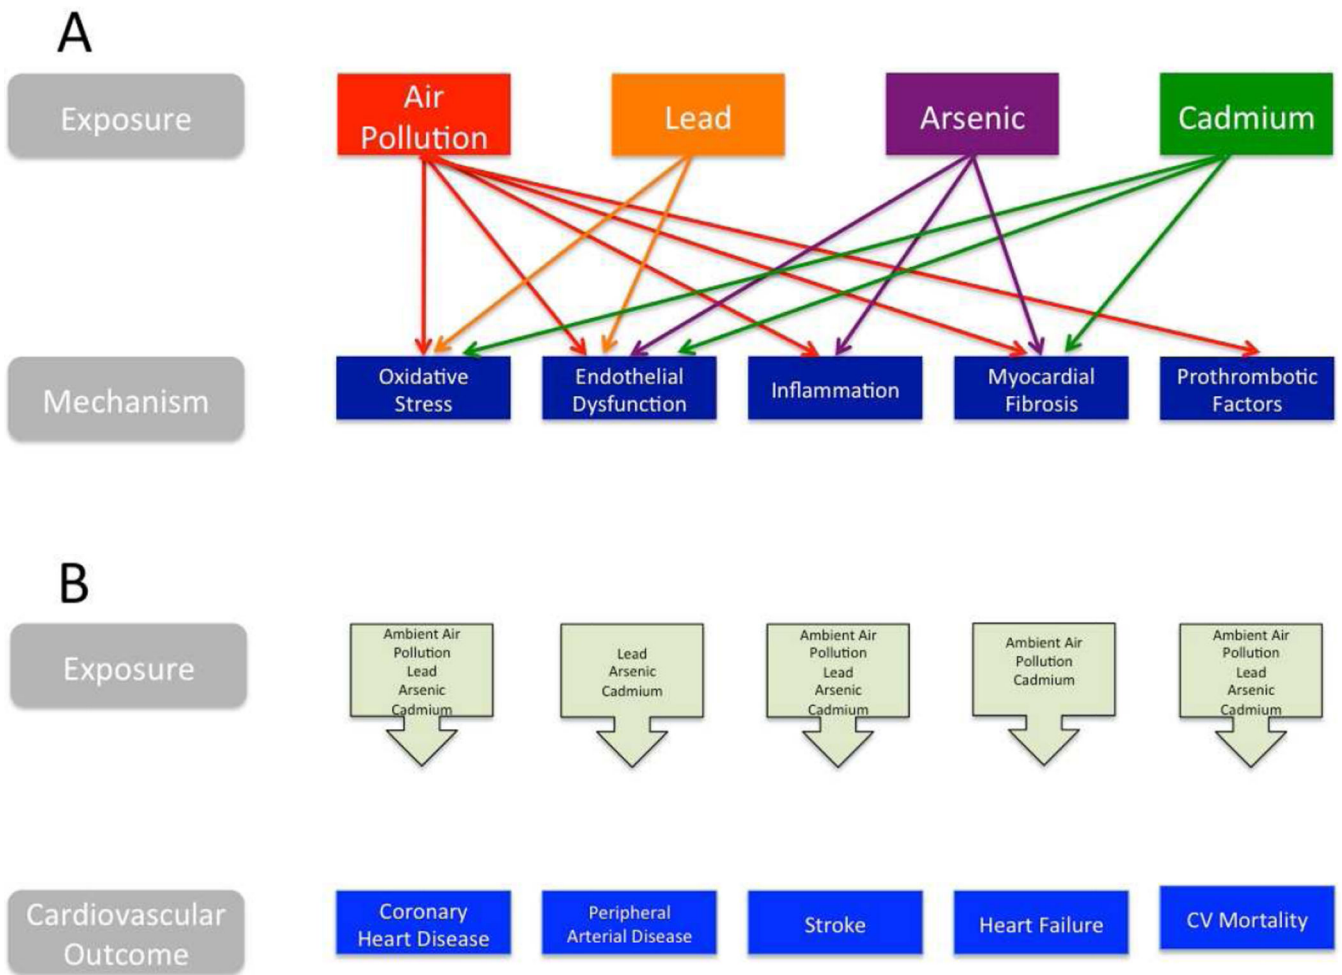 A
Exposure
Air
Pollution
Lead
Arsenic
Cadmium
Mechanism
Oxidative
Stress
Endothelial
Dysfunction
Inflammation
Myocardial
Fibrosis
Prothrombotic
Factors
B
Exposure
Ambient Air
Pollution
Lead
Arsenic
Cadmium
Lead
Arsenic
Cadmium
Ambient Air
Pollution
Lead
Arsenic
Cadmium
Ambient Air
Pollution
Cadmium
Ambient Air
Pollution
Lead
Arsenic
Cadmium
Cardiovascular
Outcome
Coronary
Heart Disease
Peripheral
Arterial Disease
Stroke
Heart Failure
CV Mortality